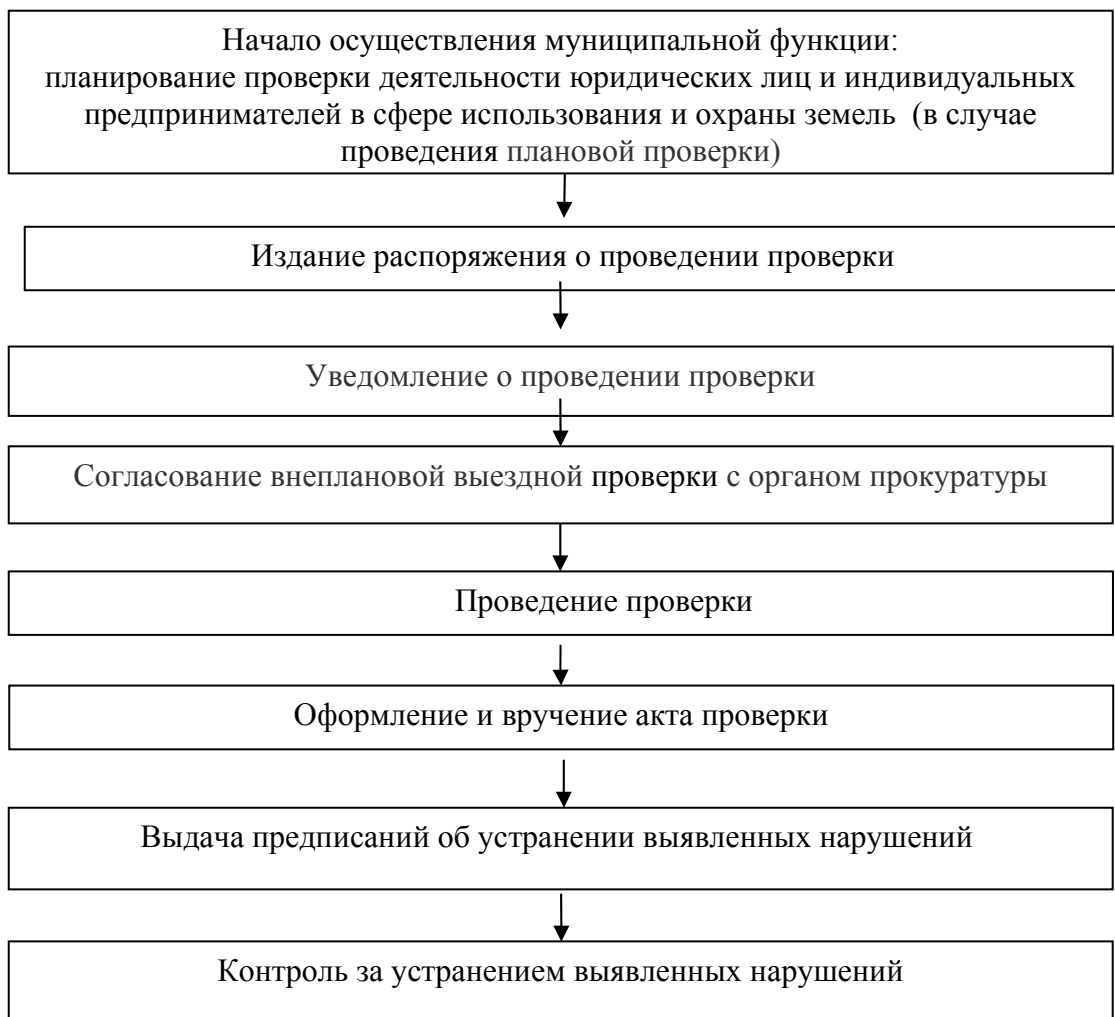 Начало осуществления муниципальной функции:
планирование проверки деятельности юридических лиц и индивидуальных
предпринимателей в сфере использования и охраны земель (в случае
проведения плановой проверки)
Издание распоряжения о проведении проверки
Уведомление о проведении проверки
Согласование внеплановой выездной проверки с органом прокуратуры
Проведение проверки
Оформление и вручение акта проверки
Выдача предписаний об устранении выявленных нарушений
Контроль за устранением выявленных нарушений